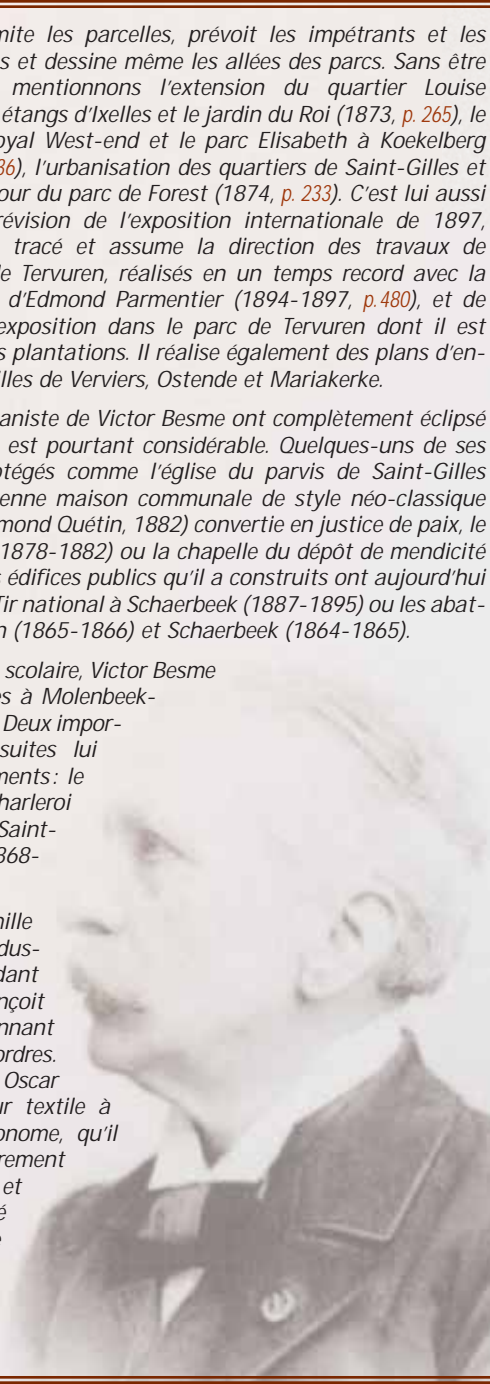 mite les parcelles, prévoit les impétrants et les
s et dessine même les allées des parcs. Sans être
mentionnons l'extension du quartier Louise
étangs d'Ixelles et le jardin du Roi (1873, p. 265), le
oyal West-end et le parc Elisabeth à Koekelberg
36), l'urbanisation des quartiers de Saint-Gilles et
our du parc de Forest (1874, p. 233). C'est lui aussi
révision de l'exposition internationale de 1897,
tracé et assume la direction des travaux de
le Tervuren, réalisés en un temps record avec la
d'Edmond Parmentier (1894-1897, p. 480), et de
exposition dans le parc de Tervuren dont il est
s plantations. Il réalise également des plans d'en-
illes de Verviers, Ostende et Mariakerke.
aniste de Victor Besme ont complètement éclipsé
est pourtant considérable. Quelques-uns de ses
otégés comme l'église du parvis de Saint-Gilles
enne maison communale de style néo-classique
mond Quétin, 1882) convertie en justice de paix, le
1878-1882) ou la chapelle du dépôt de mendicité
s édifices publics qu'il a construits ont aujourd'hui
Tir national à Schaerbeek (1887-1895) ou les abat-
n (1865-1866) et Schaerbeek (1864-1865).
scolaire, Victor Besme
es à Molenbeek-
Deux impor-
suites lui
ments : le
harleroi
Saint-
368-
nille
dus-
dant
nçoit
nnant
ordres.
Oscar
ur textile à
onome, qu'il
rement
et
é